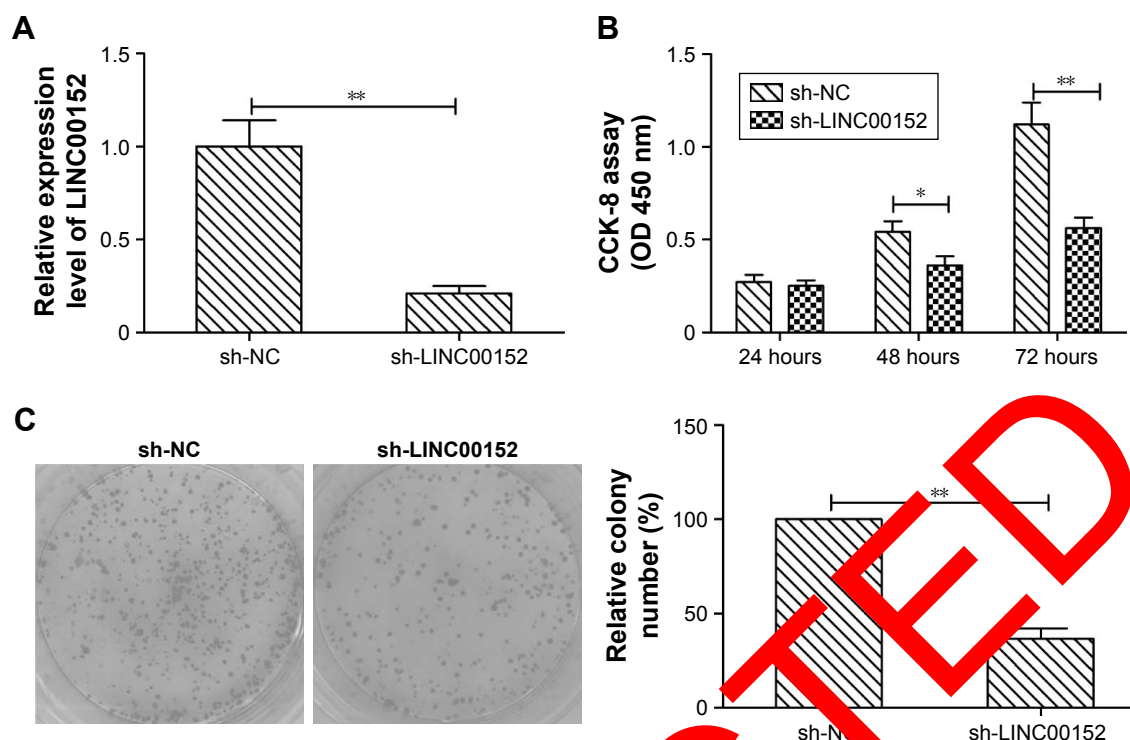 A
Relative expression
level of LINC00152
1.5
1.0
0.5
0
**
sh-NC
sh-LINC00152
B
CCK-8 assay
(OD 450 nm)
1.5
1.0
0.5
0
sh-NC
sh-LINC00152
*
**
24 hours
48 hours
72 hours
C
sh-NC
sh-LINC00152
Relative colony
number (%)
150
100
50
0
**
sh-LINC00152